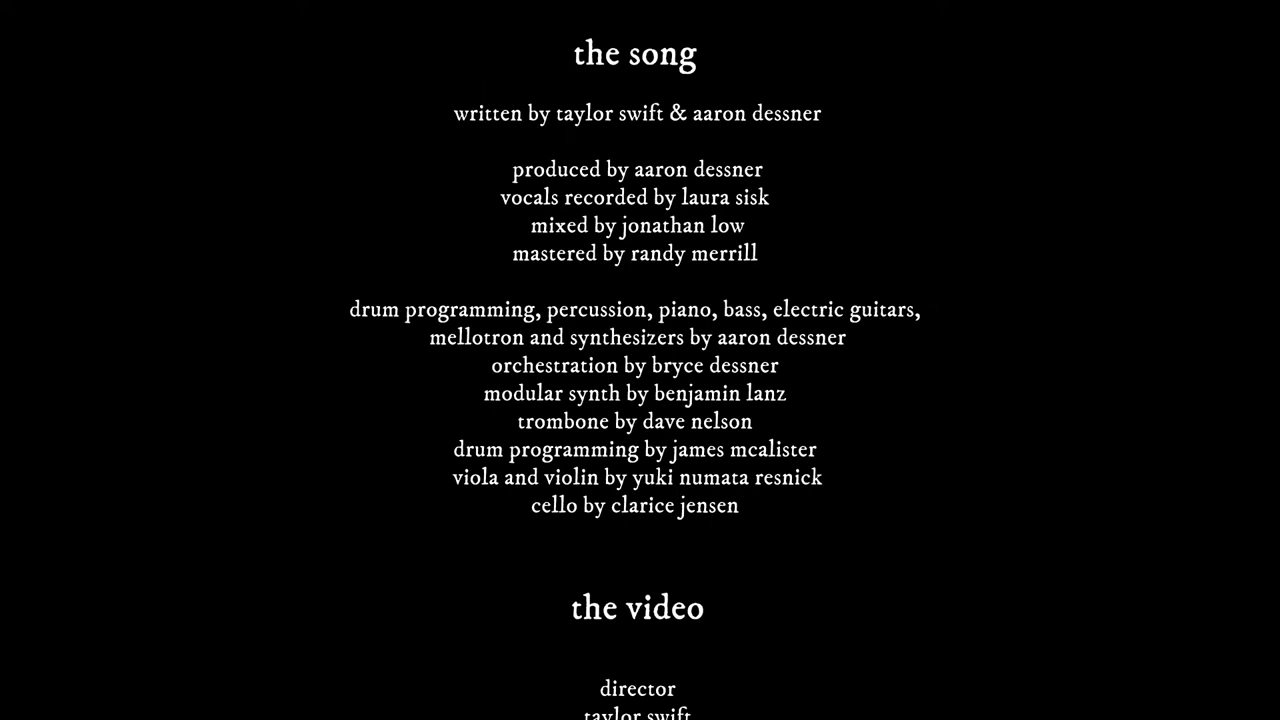 the song
written by taylor swift & aaron dessner
produced by aaron dessner
vocals recorded by laura sisk
mixed by jonathan low
mastered by randy merrill
drum programming, percussion, piano, bass, electric guitars,
mellotron and synthesizers by aaron dessner
orchestration by bryce dessner
modular synth by benjamin lanz
trombone by dave nelson
drum programming by james mcalister
viola and violin by yuki numata resnick
cello by clarice jensen
the video
director
taylor swift